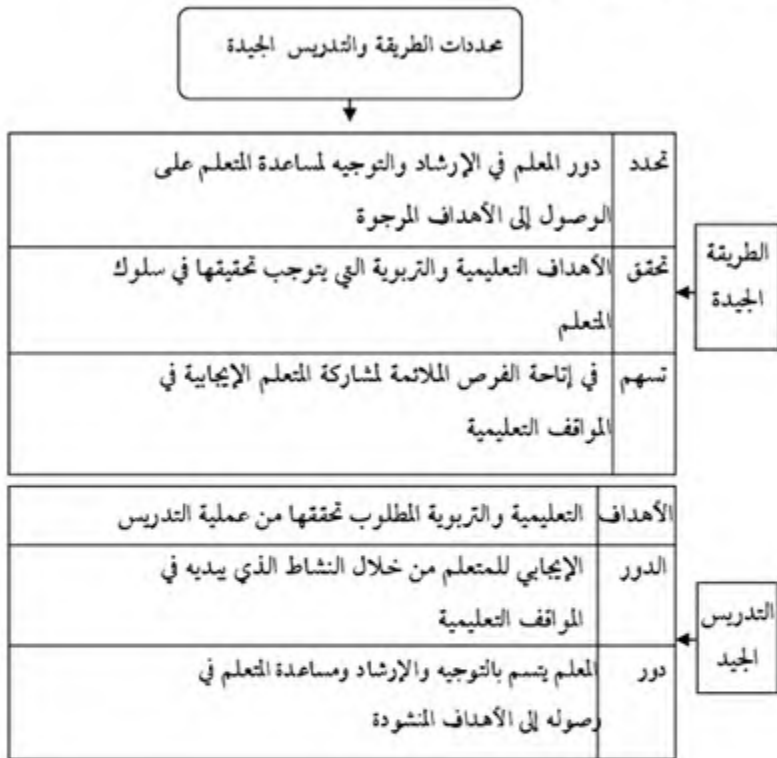 محددات الطريقة والتدريس الجيدة
الطريقة
الجيدة
تحدد دور المعلم في الإرشاد والتوجيه لمساعدة المتعلم على
الوصول إلى الأهداف المرجوة
تحقق الأهداف التعليمية والتربوية التي يتوجب تحقيقها في سلوك
المتعلم
تسهم في إتاحة الفرص الملائمة لمشاركة المتعلم الإيجابية في
المواقف التعليمية
التدريس
الجيد
الأهداف التعليمية والتربوية المطلوب تحققها من عملية التدريس
الدور الإيجابي للمتعلم من خلال النشاط الذي يبديه في
المواقف التعليمية
دور المعلم يتسم بالتوجيه والإرشاد ومساعدة المتعلم في
وصوله إلى الأهداف المنشودة